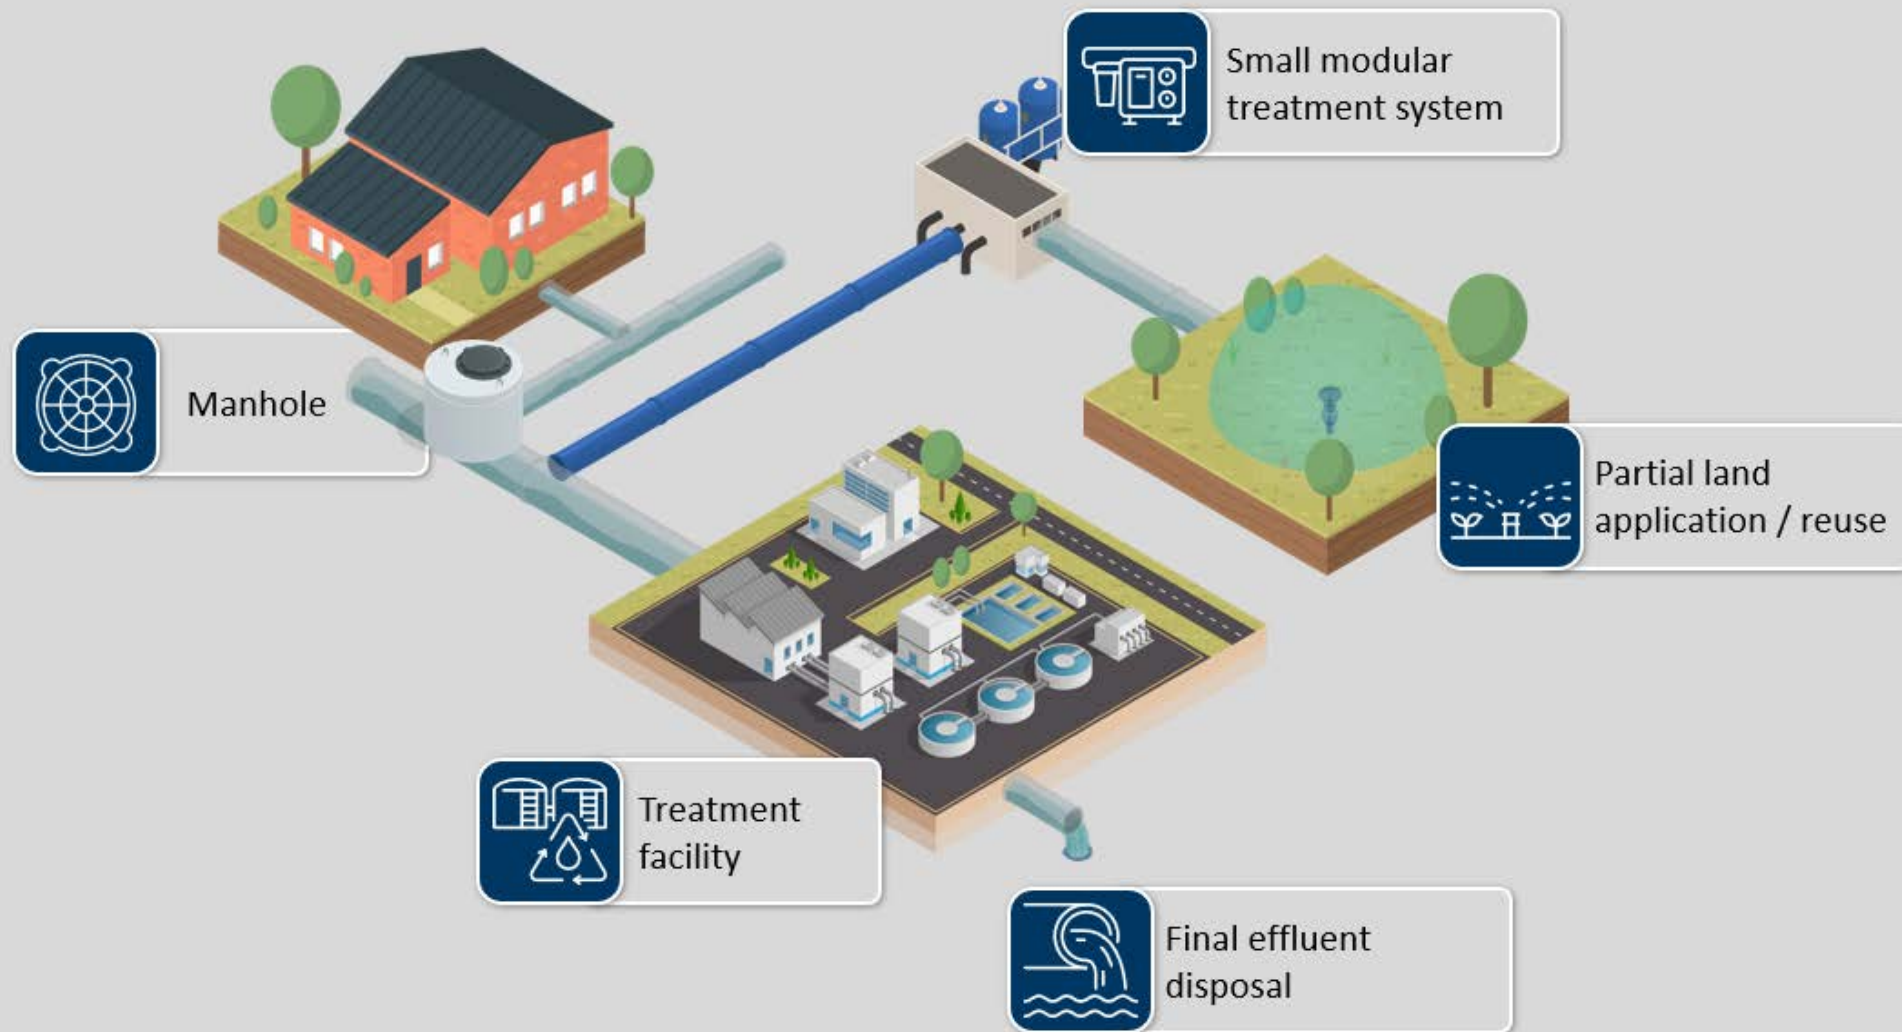 Small modular
treatment system
Manhole
Partial land
application / reuse
Treatment
facility
Final effluent
disposal